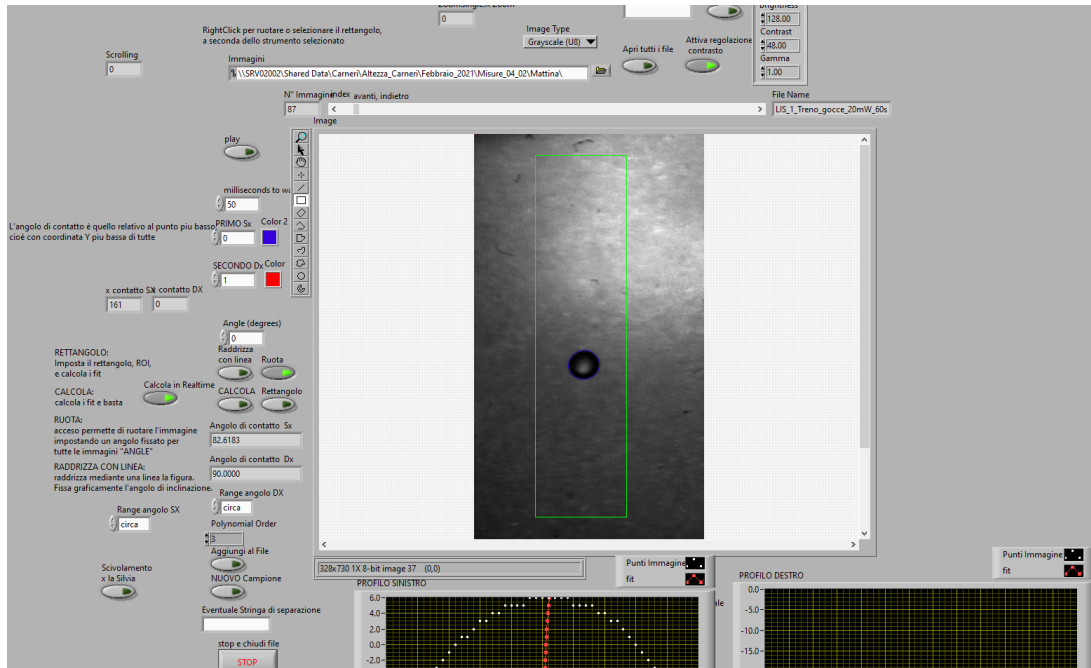 ZoomSingle.x Zoom
0
Brightness
128.00
Contrast
48.00
Gamma
1.00
RightClick per ruotare o selezionare il rettangolo,
a seconda dello strumento selezionato
Image Type
Grayscale (U8)
Apri tutti i file
Attiva regolazione
contrasto
Scrolling
0
Immagini
\\SRV02002\Shared Data\Carneri\Altezza_Carneri\Febbraio_2021\Misure_04_02\Mattina\
N° Immagine
index
avanti, indietro
87
File Name
LIS_1_Treno_gocce_20mW_60s
Image
play
milliseconds to wa
50
L'angolo di contatto è quello relativo al punto piu basso,
cioè con coordinata Y piu bassa di tutte
PRIMO Sx
Color 2
0
SECONDO Dx
Color
1
x contatto SX
x contatto DX
161
0
Angle (degrees)
0
RETTANGOLO:
Imposta il rettangolo, ROI,
e calcola i fit
Raddrizza
con linea
Ruota
CALCOLA:
calcola i fit e basta
Calcola in Realtime
CALCOLA
Rettangolo
RUOTA:
acceso permette di ruotare l'immagine
impostando un angolo fissato per
tutte le immagini "ANGLE"
Angolo di contatto Sx
82.6183
RADDRIZZA CON LINEA:
raddrizza mediante una linea la figura.
Fissa graficamente l'angolo di inclinazione.
Angolo di contatto Dx
90.0000
Range angolo DX
circa
Range angolo SX
circa
Polynomial Order
3
Aggiungi al File
Scivolamento
x la Silvia
NUOVO Campione
Eventuale Stringa di separazione
stop e chiudi file
STOP
328x730 1X 8-bit image 37 (0,0)
PROFILO SINISTRO
Punti Immagine
fit
6.0
4.0
2.0
0.0
-2.0
ale
PROFILO DESTRO
Punti Immagine
fit
0.0
-5.0
-10.0
-15.0